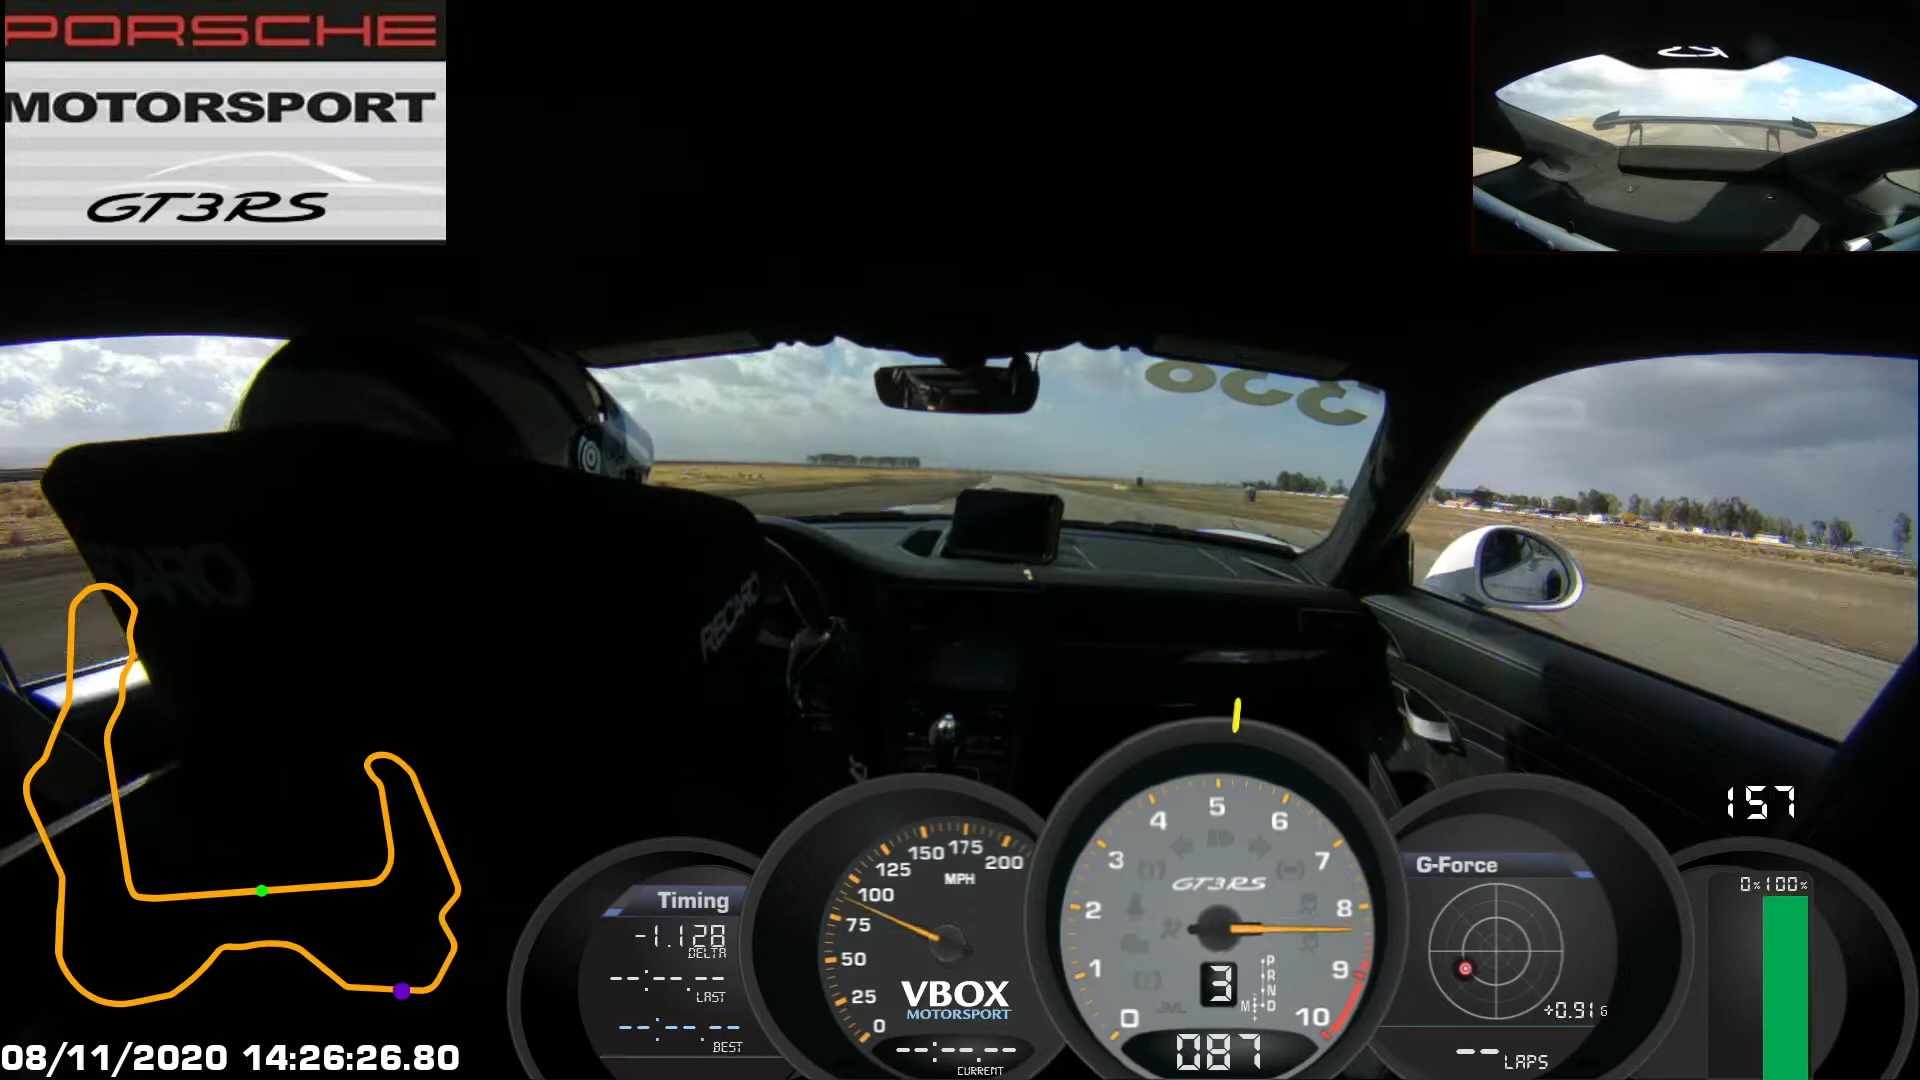 PORSCHE
MOTORSPORT
GT3RS
RECARO
Timing
-1.128
DELTA
--:--.--
LAST
--:--.--
BEST
0
25
50
75
100
125
150
175
200
MPH
VBOX
MOTORSPORT
--:--.--
CURRENT
0
1
2
3
4
5
6
7
8
9
10
GT3RS
3
P
R
N
M D
087
G-Force
+0.91G
-- LAPS
157
0% 100%
08/11/2020 14:26:26.80